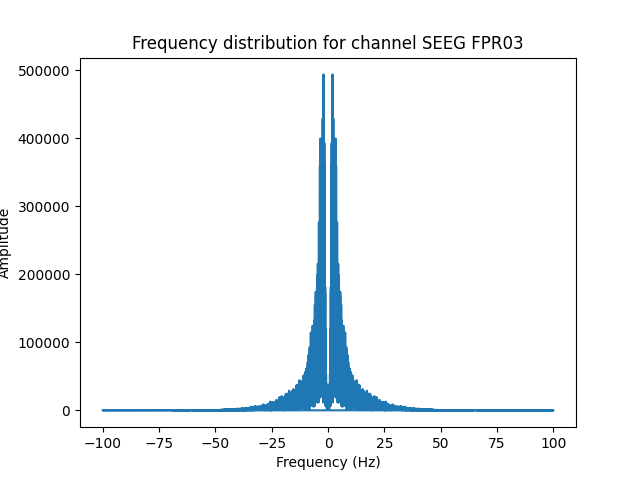 Frequency distribution for channel SEEG FPR03
500000
400000
300000
200000
100000
0
Amplitude
−100 −75 −50 −25 0 25 50 75 100
Frequency (Hz)